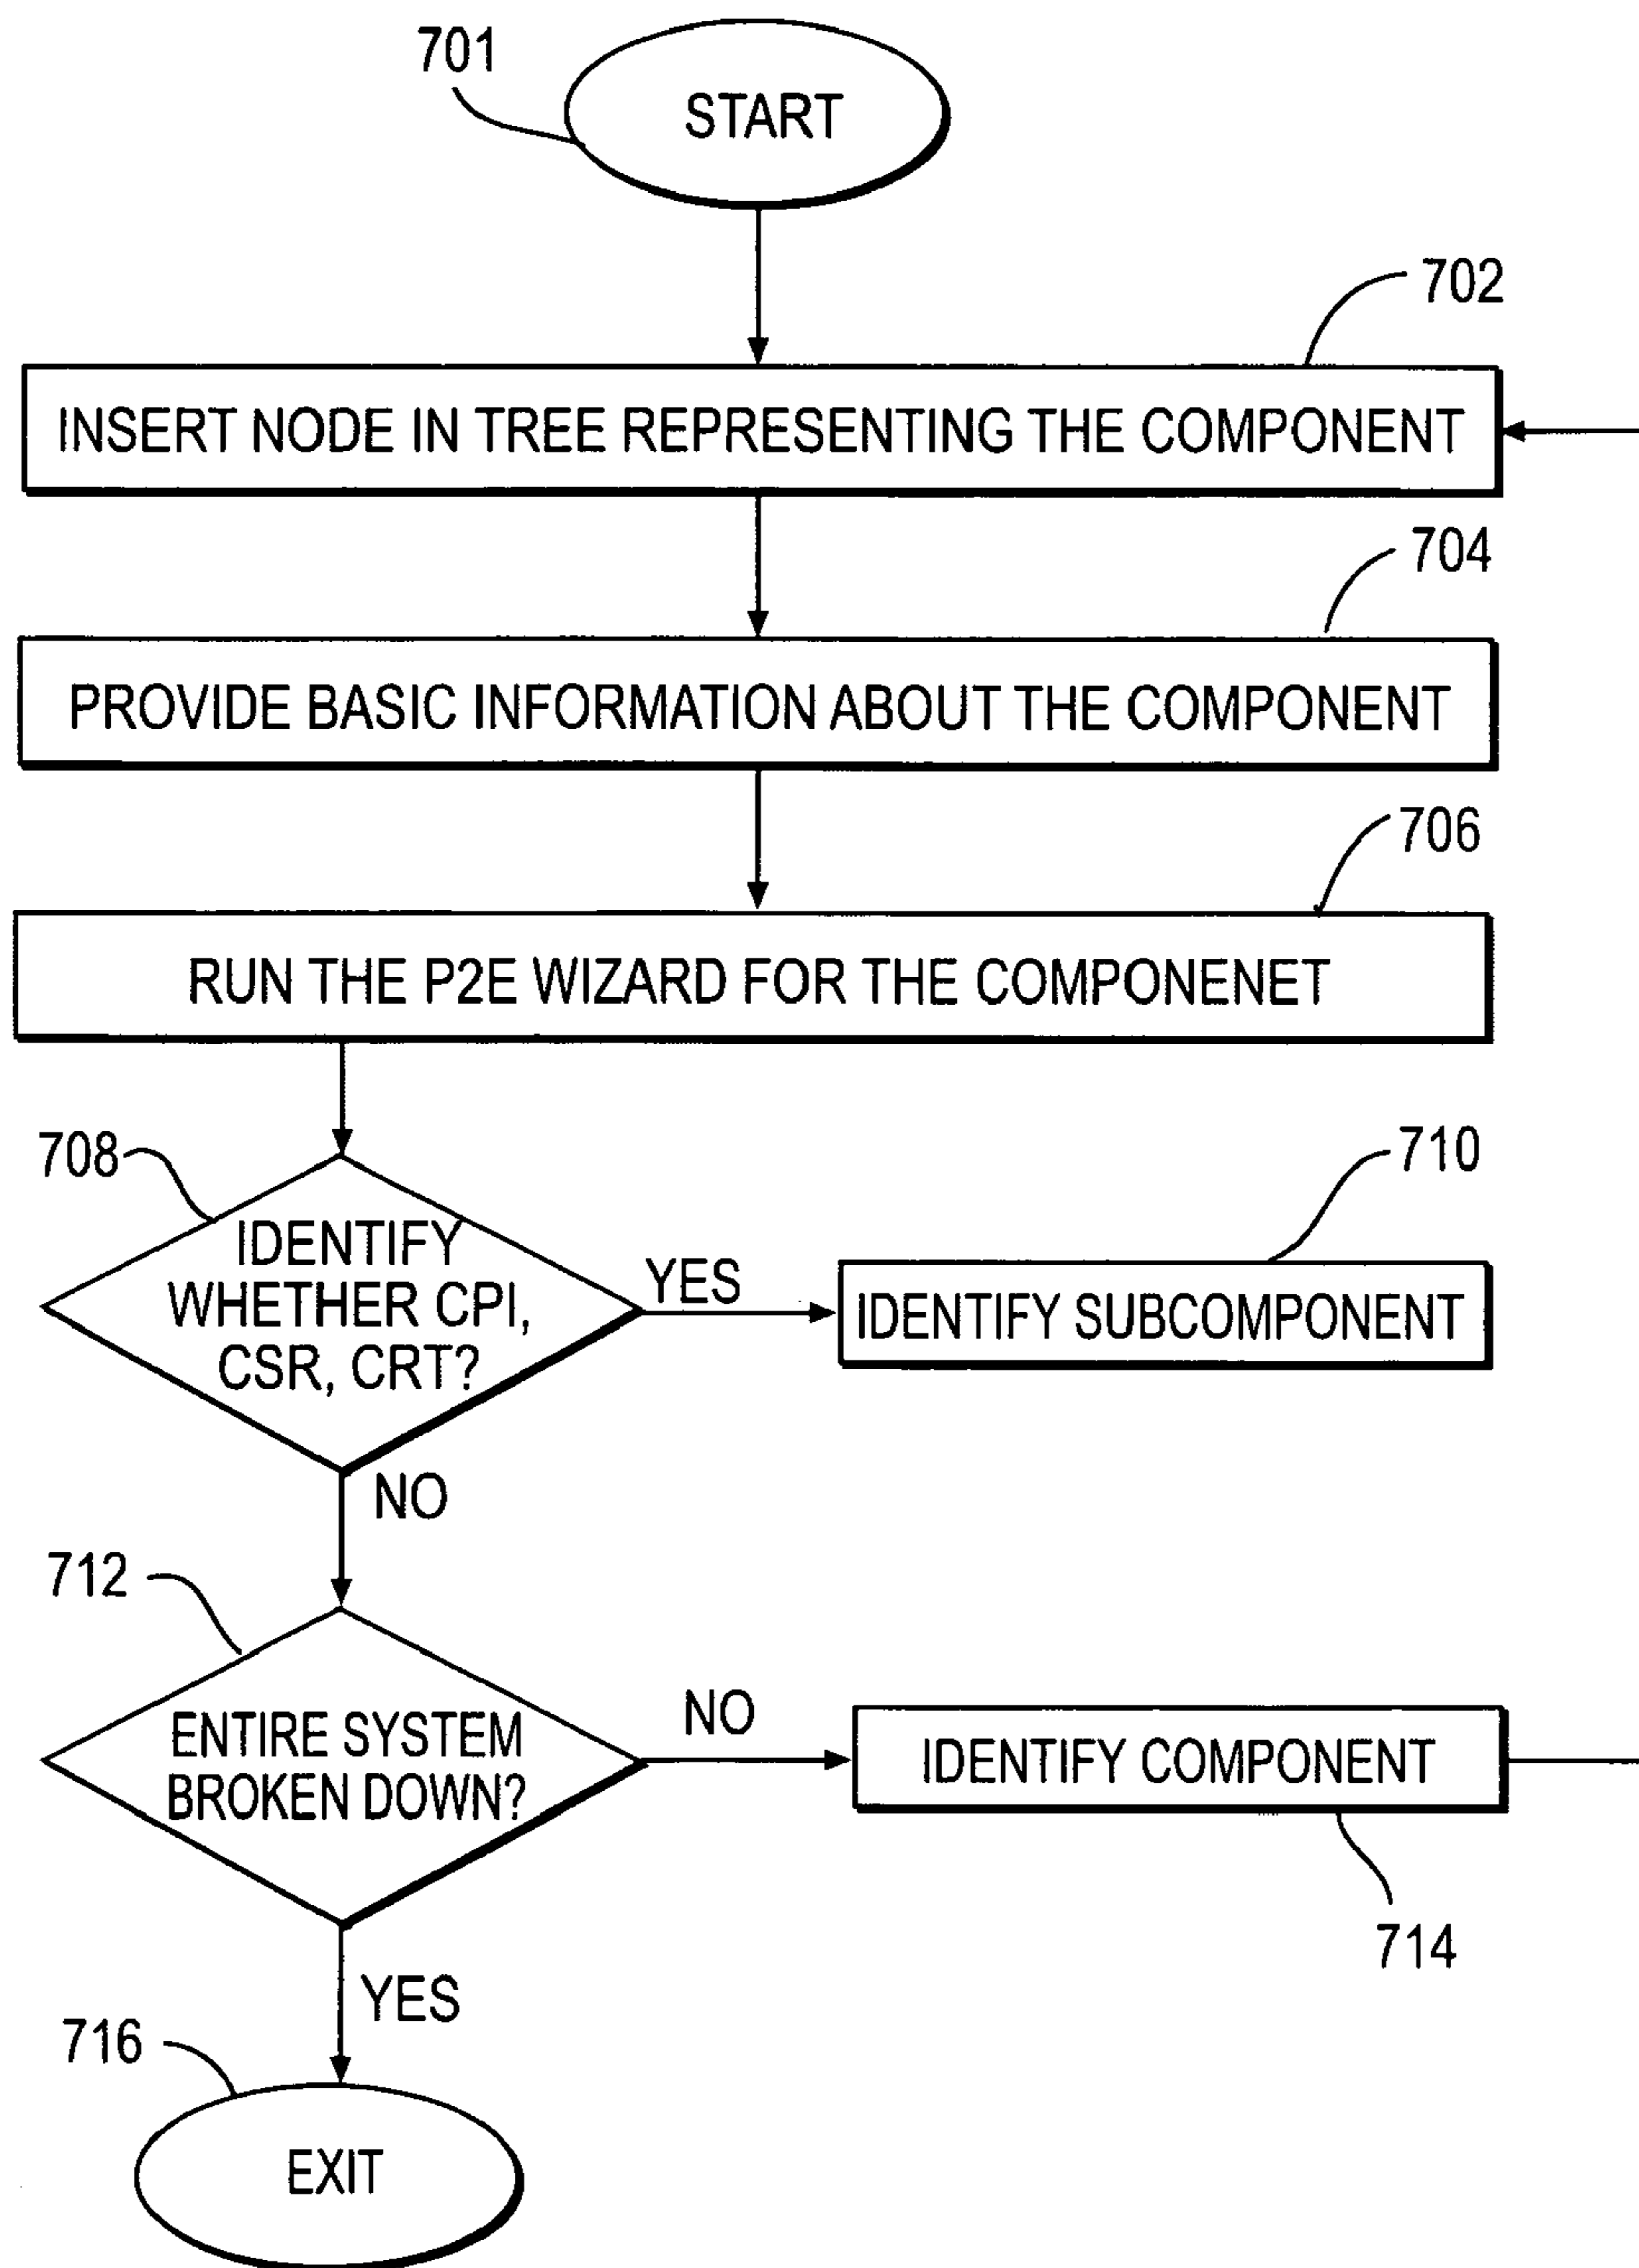 701
START
702
INSERT NODE IN TREE REPRESENTING THE COMPONENT
704
PROVIDE BASIC INFORMATION ABOUT THE COMPONENT
706
RUN THE P2E WIZARD FOR THE COMPONENET
708
IDENTIFY
WHETHER CPI,
CSR, CRT?
YES
710
IDENTIFY SUBCOMPONENT
NO
712
ENTIRE SYSTEM
BROKEN DOWN?
NO
IDENTIFY COMPONENT
714
YES
716
EXIT